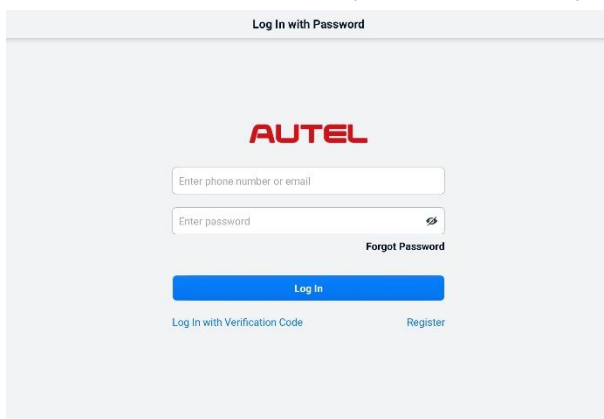 Log In with Password
AUTEL
Enter phone number or email
Enter password
Forgot Password
Log In
Log In with Verification Code Register